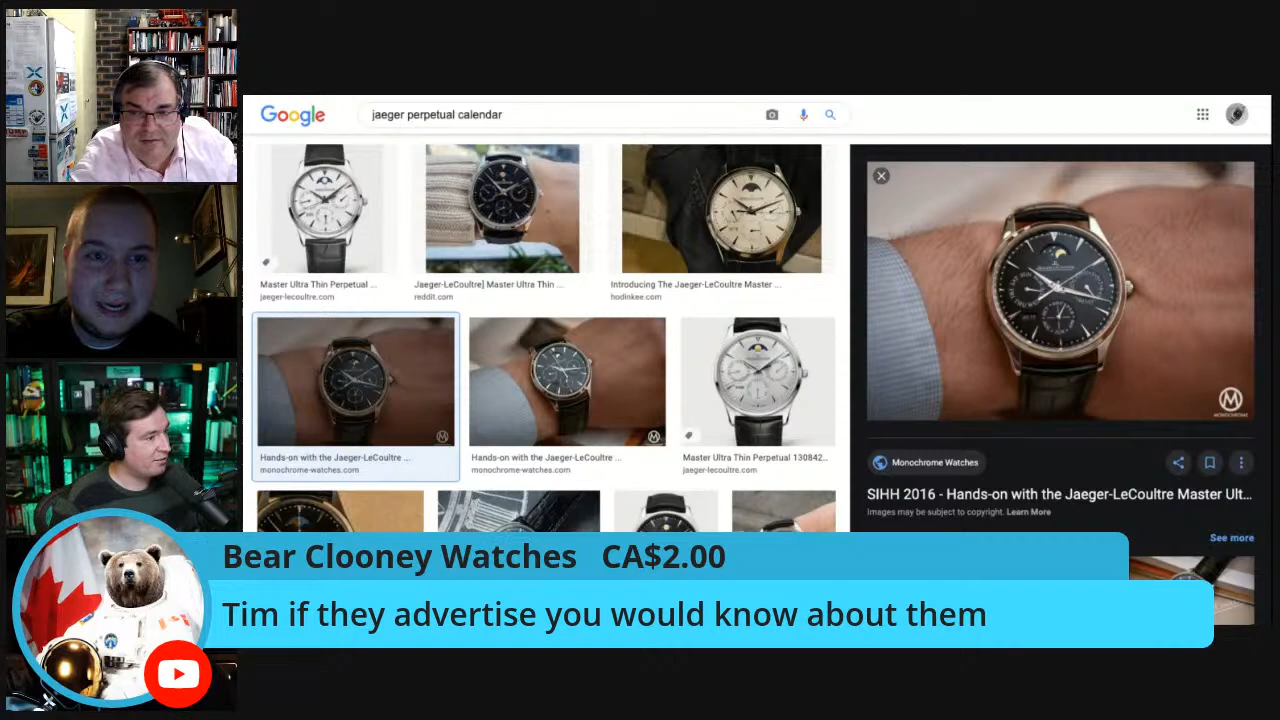 Google
jaeger perpetual calendar
Master Ultra Thin Perpetual ...
jaeger-lecoultre.com
Jaeger-LeCoultre] Master Ultra Thin ...
reddit.com
Introducing The Jaeger-LeCoultre Master ...
hodinkee.com
Hands-on with the Jaeger-LeCoultre ...
monochrome-watches.com
Hands-on with the Jaeger-LeCoultre ...
monochrome-watches.com
Master Ultra Thin Perpetual 130842...
jaeger-lecoultre.com
M
MONOCHROME
Monochrome Watches
SIHH 2016 - Hands-on with the Jaeger-LeCoultre Master Ult...
Images may be subject to copyright. Learn More
See more
Bear Clooney Watches CA$2.00
Tim if they advertise you would know about them